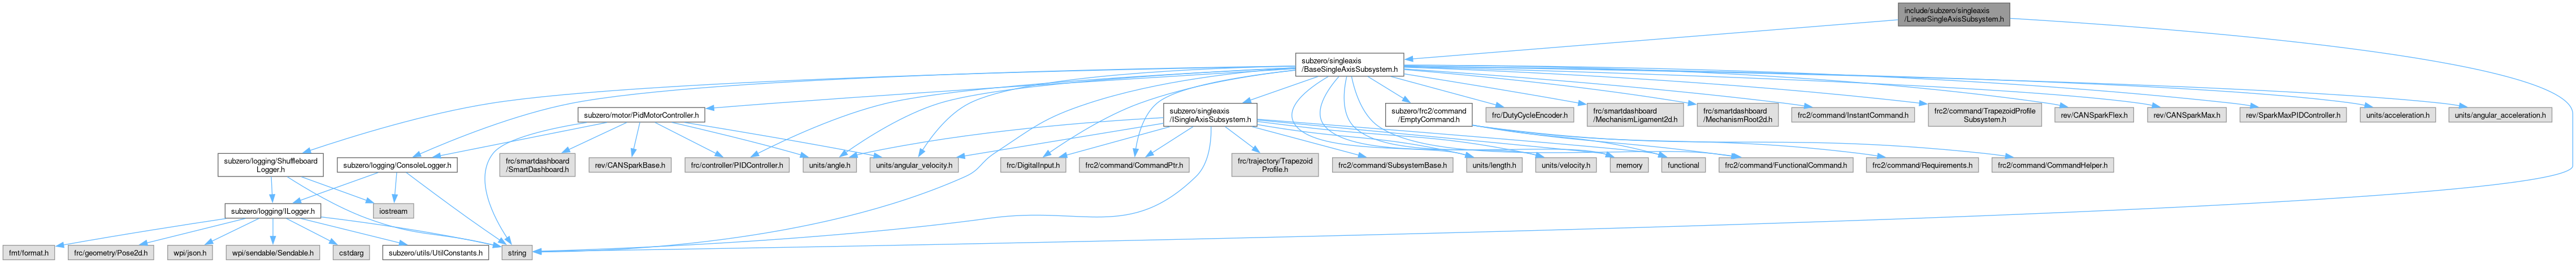 include/subzero/singleaxis
/LinearSingleAxisSubsystem.h
subzero/singleaxis
/BaseSingleAxisSubsystem.h
subzero/motor/PidMotorController.h
subzero/singleaxis
/ISingleAxisSubsystem.h
subzero/frc2/command
/EmptyCommand.h
frc/DutyCycleEncoder.h
frc/smartdashboard
/MechanismLigament2d.h
frc/smartdashboard
/MechanismRoot2d.h
frc2/command/InstantCommand.h
frc2/command/TrapezoidProfile
Subsystem.h
rev/CANSparkFlex.h
rev/CANSparkMax.h
rev/SparkMaxPIDController.h
units/acceleration.h
units/angular_acceleration.h
subzero/logging/Shuffleboard
Logger.h
subzero/logging/ConsoleLogger.h
frc/smartdashboard
/SmartDashboard.h
rev/CANSparkBase.h
frc/controller/PIDController.h
units/angle.h
units/angular_velocity.h
frc/DigitalInput.h
frc2/command/CommandPtr.h
frc/trajectory/Trapezoid
Profile.h
frc2/command/SubsystemBase.h
units/length.h
units/velocity.h
memory
functional
frc2/command/FunctionalCommand.h
frc2/command/Requirements.h
frc2/command/CommandHelper.h
subzero/logging/ILogger.h
iostream
fmt/format.h
frc/geometry/Pose2d.h
wpi/json.h
wpi/sendable/Sendable.h
cstdarg
subzero/utils/UtilConstants.h
string